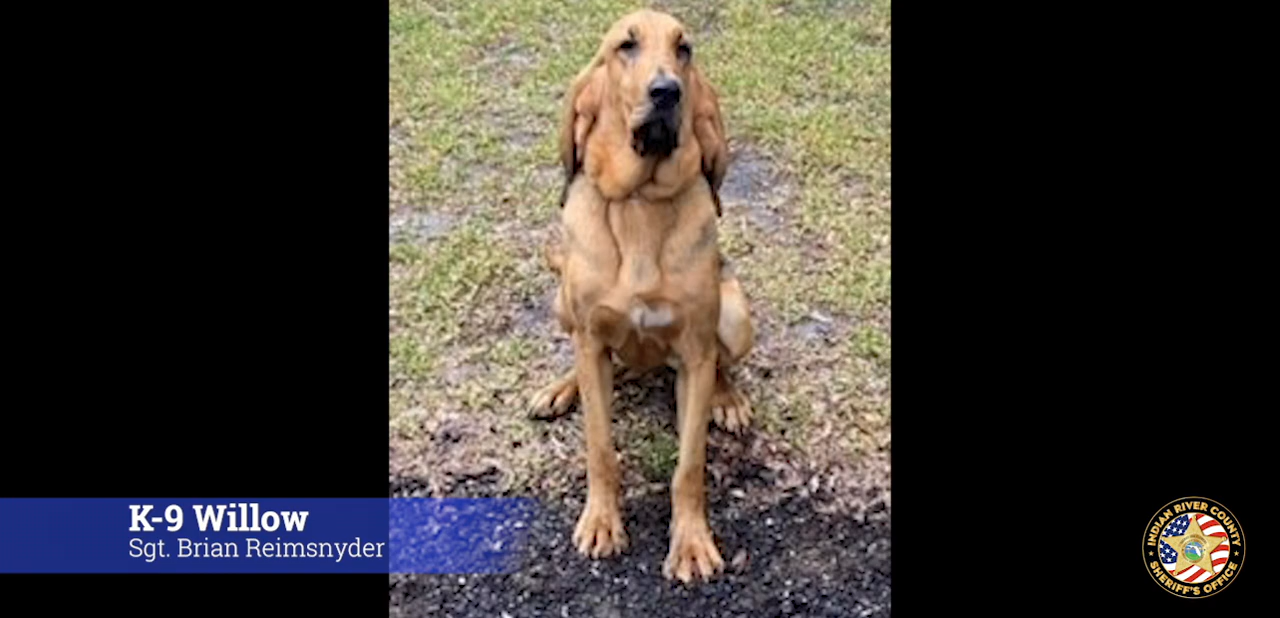 K-9 Willow
Sgt. Brian Reimsnyder
INDIAN RIVER COUNTY
SHERIFF'S OFFICE